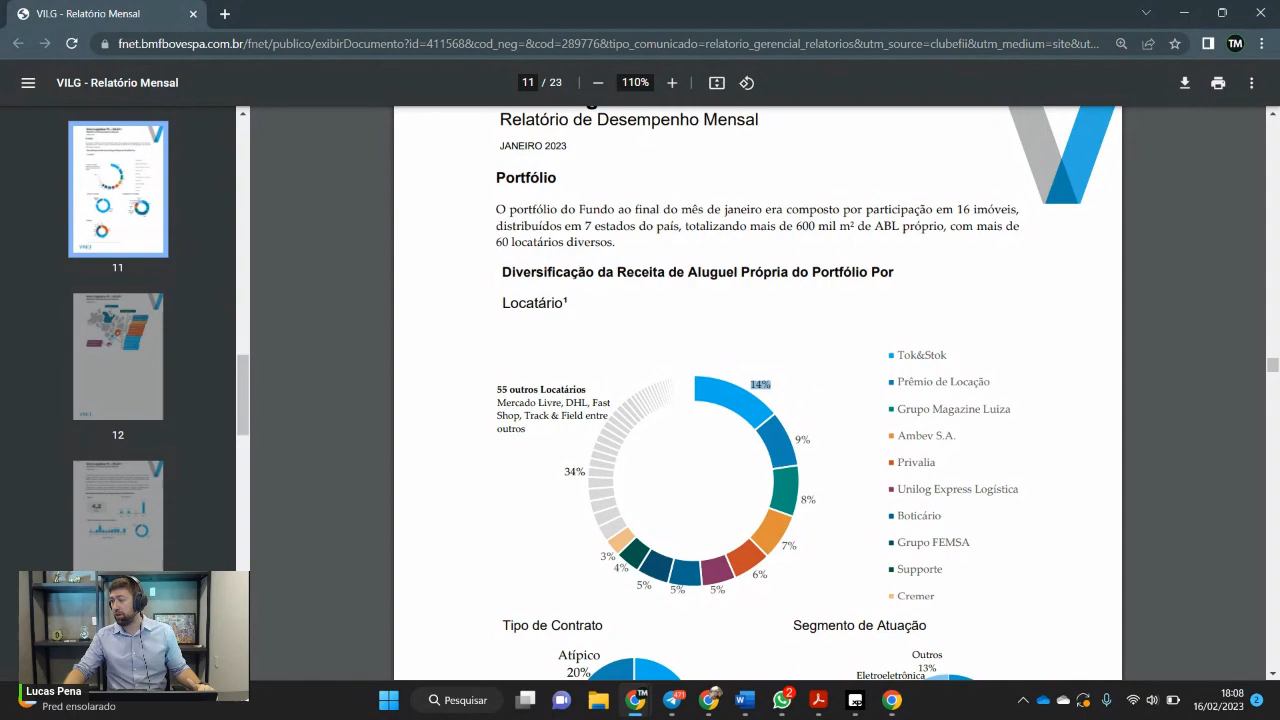 VILG - Relatório Mensal
fnet.bmfbovespa.com.br/fnet/publico/exibirDocumento?id=411568&cod_neg=&cod=289776&tipo_comunicado=relatorio_gerencial_relatorios&utm_source=clubefii&utm_medium=site&ut...
TM
VILG - Relatório Mensal
11 / 23
110%
11
12
Relatório de Desempenho Mensal
JANEIRO 2023
Portfólio
O portfólio do Fundo ao final do mês de janeiro era composto por participação em 16 imóveis,
distribuídos em 7 estados do país, totalizando mais de 600 mil m² de ABL próprio, com mais de
60 locatários diversos.
Diversificação da Receita de Aluguel Própria do Portfólio Por
Locatário¹
55 outros Locatários
Mercado Livre, DHL, Fast
Shop, Track & Field entre
outros
14%
9%
8%
7%
6%
5%
5%
5%
4%
3%
34%
Tok&Stok
Prêmio de Locação
Grupo Magazine Luiza
Ambev S.A.
Privalia
Unilog Express Logística
Boticário
Grupo FEMSA
Supporte
Cremer
Tipo de Contrato
Atípico
20%
Segmento de Atuação
Outros
13%
Eletroeletrônica
Lucas Pena
Pred ensolarado
Pesquisar
TM
471
2
xp
18:08
16/02/2023
2